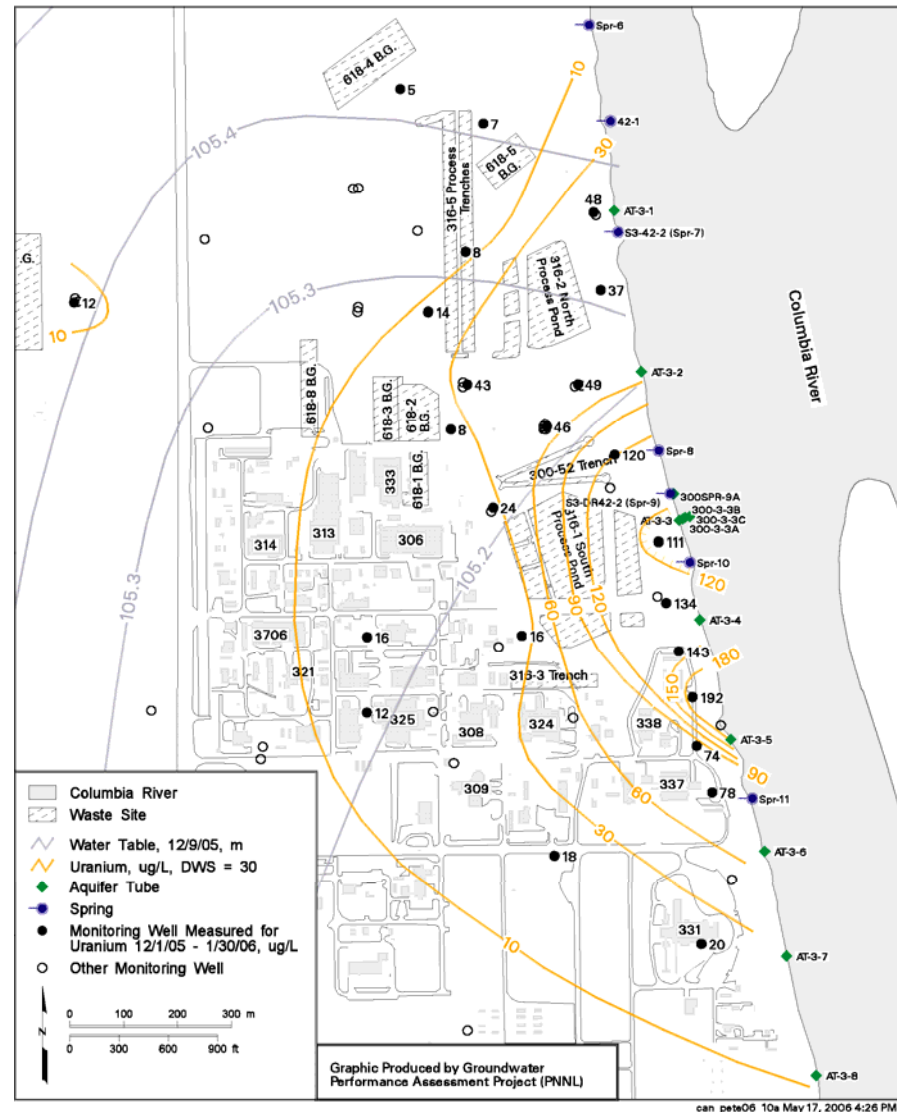 Spr-6
618-4 B.G.
5
10
7
42-1
105.4
30
618-5
B.G.
316-5 Process
Trenches
48
AT-3-1
S3-42-2 (Spr-7)
8
316-2 North
Process Pond
.G.
12
10
105.3
37
14
Columbia River
AT-3-2
618-8 B.G.
618-3 B.G.
618-2
B.G.
43
49
8
46
120
Spr-8
300-52 Trench
333
618-1 B.G.
S3-DR42-2 (Spr-9)
300SPR-9A
24
300-3-3B
AT-3-3
300-3-3C
300-3-3A
313
314
306
105.2
316-1 South
Process Pond
111
Spr-10
120
60
90
120
134
AT-3-4
105.3
3706
16
16
321
143
180
316-3 Trench
150
192
12
325
308
324
338
AT-3-5
74
90
309
337
78
Spr-11
60
30
18
AT-3-6
10
331
20
AT-3-7
AT-3-8
Columbia River
Waste Site
Water Table, 12/9/05, m
Uranium, ug/L, DWS = 30
Aquifer Tube
Spring
Monitoring Well Measured for
Uranium 12/1/05 - 1/30/06, ug/L
Other Monitoring Well
N
0 100 200 300 m
0 300 600 900 ft
Graphic Produced by Groundwater
Performance Assessment Project (PNNL)
can_pete06_10a May 17, 2006 4:26 PM